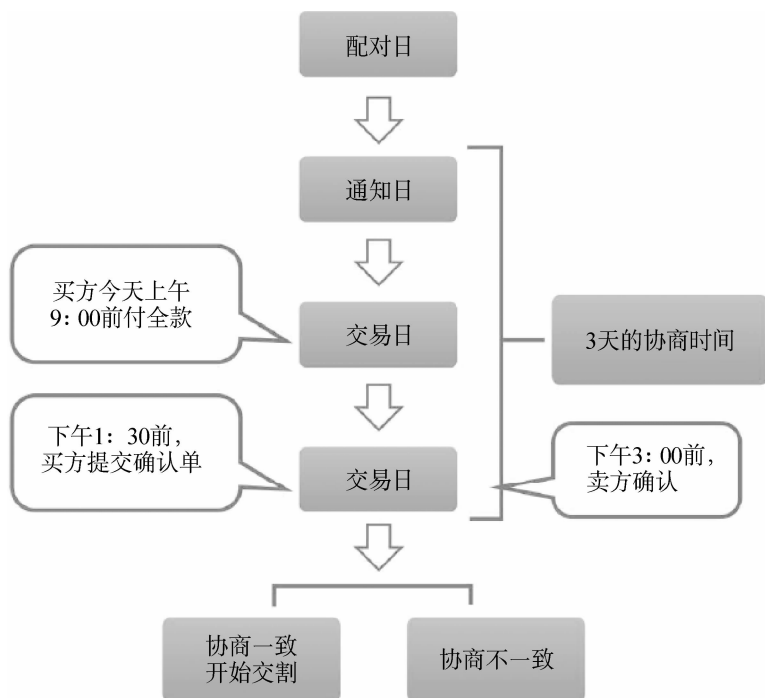 配对日
通知日
买方今天上午
9：00前付全款
交易日
3天的协商时间
下午1：30前，
买方提交确认单
交易日
下午3：00前，
卖方确认
协商一致
开始交割
协商不一致